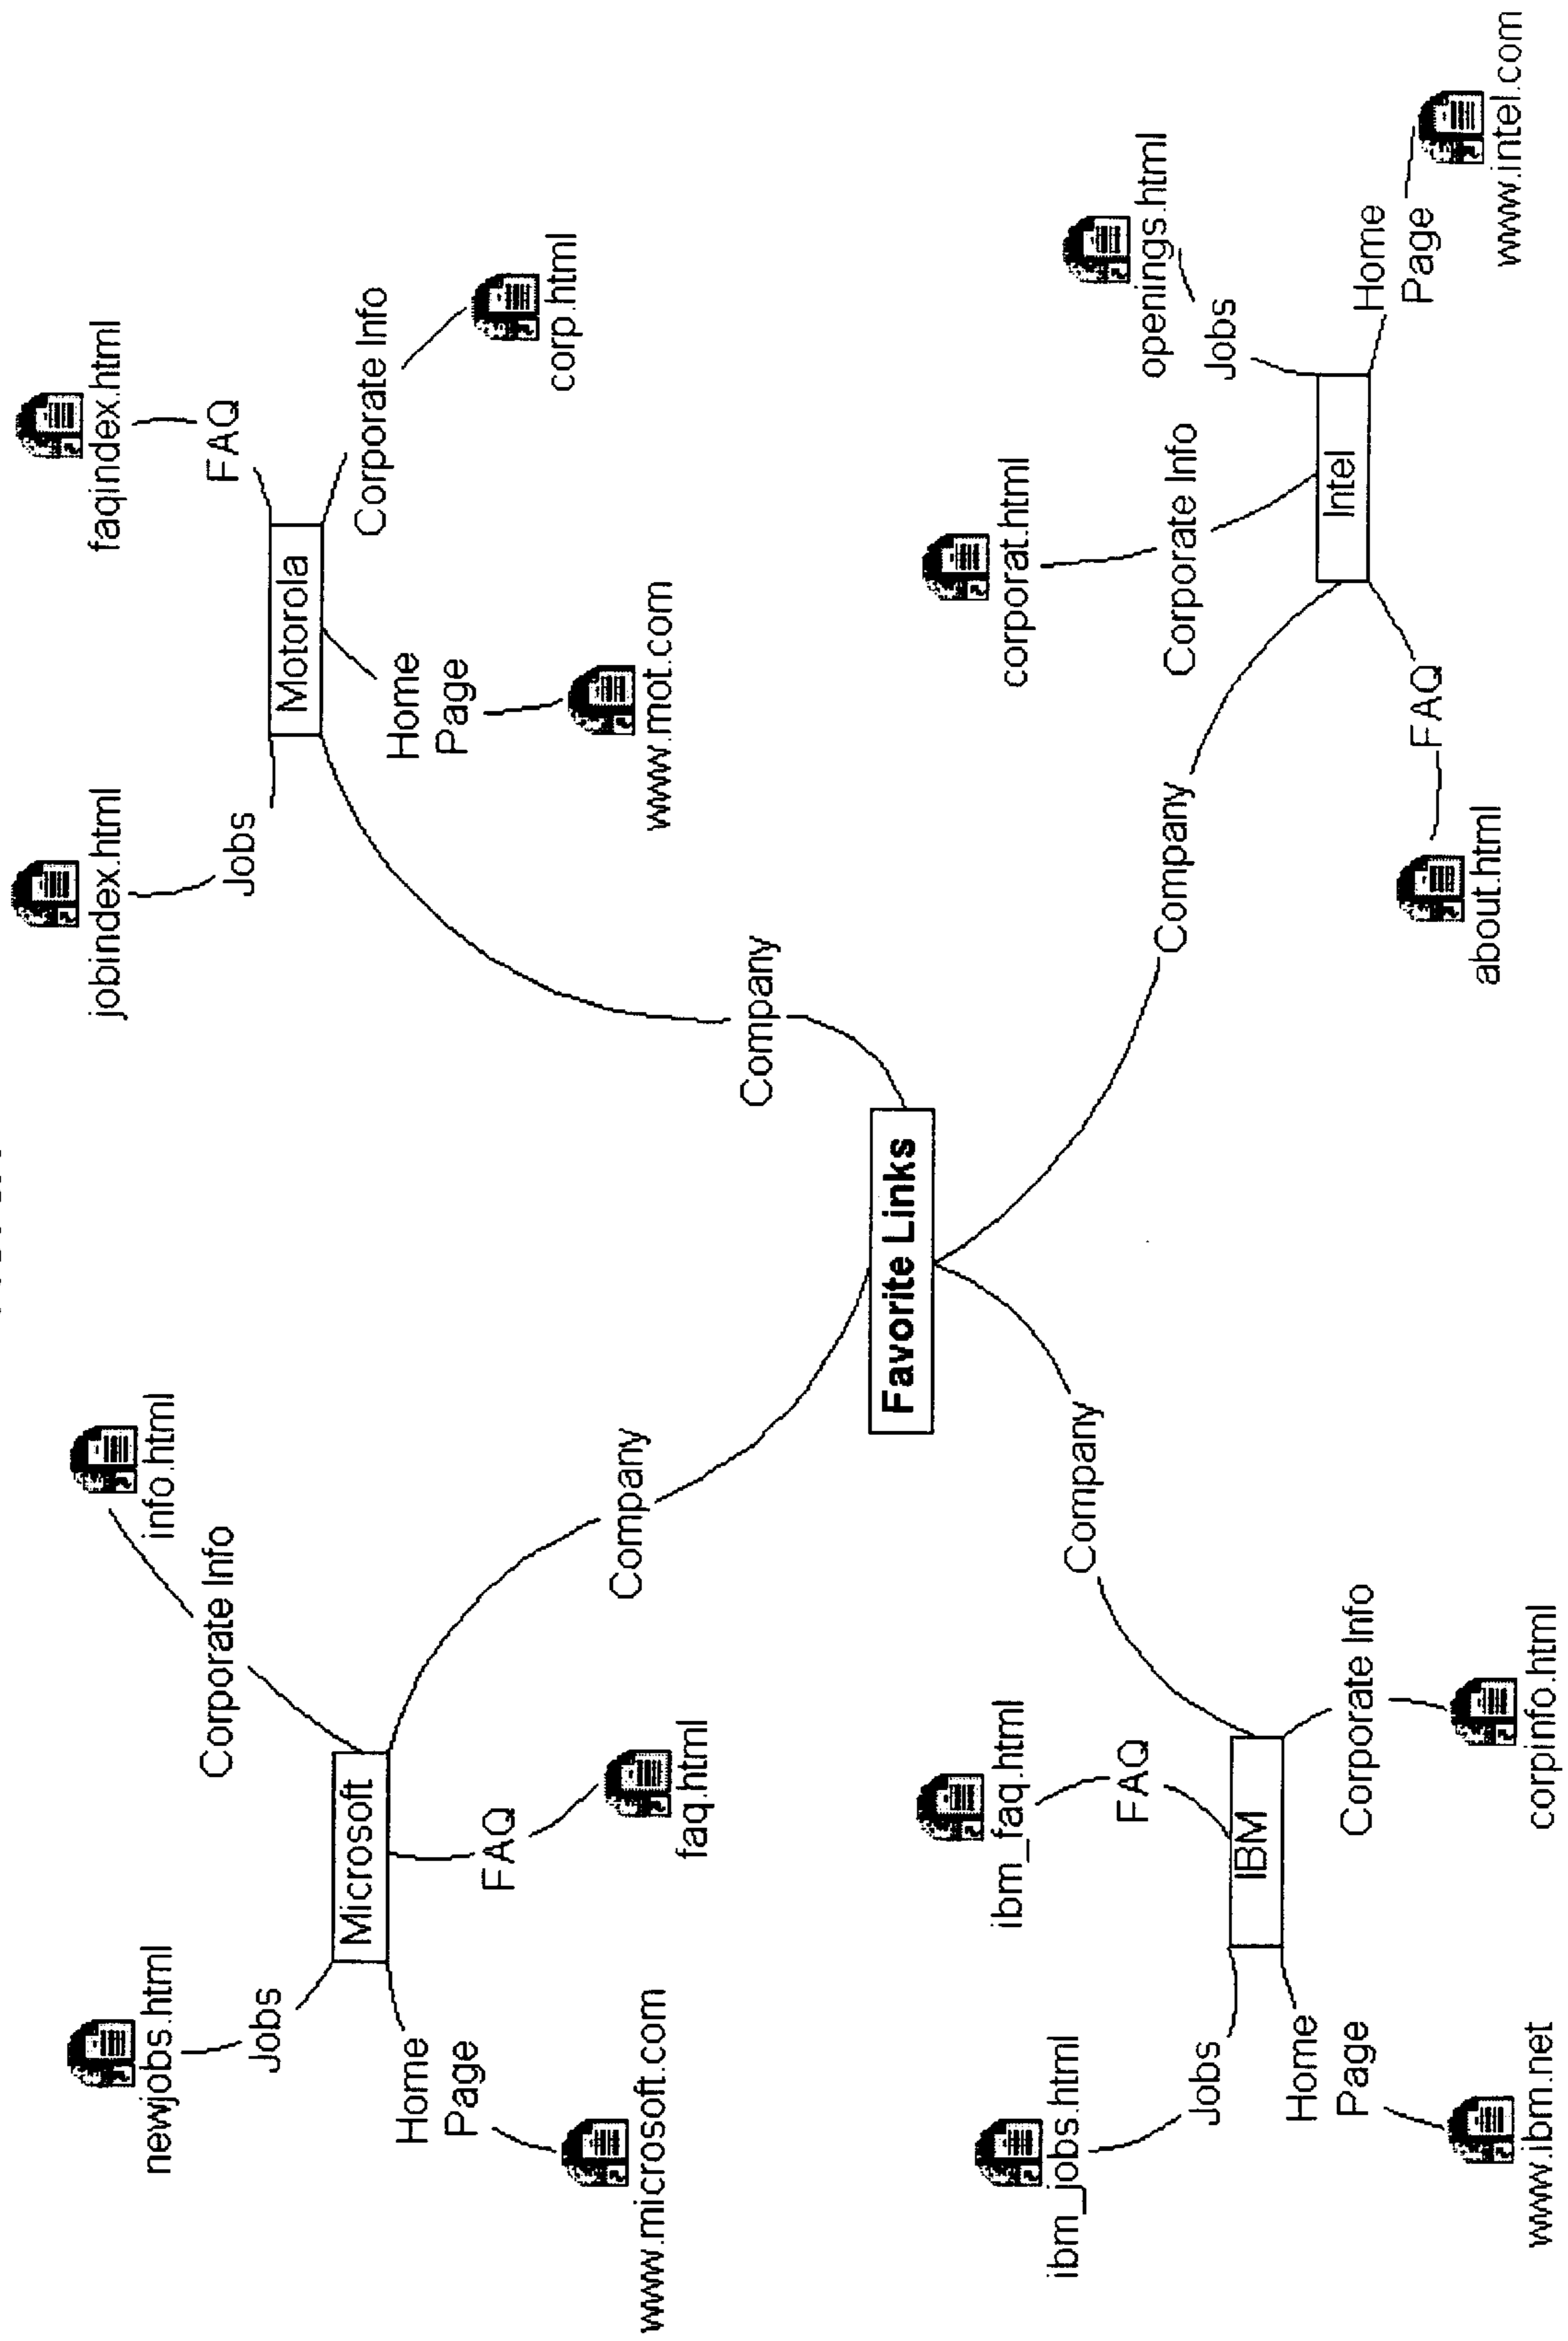 newjobs.html
Jobs
Microsoft
Home
Page
www.microsoft.com
FAQ
faq.html
Corporate Info
info.html
Company
jobindex.html
Jobs
Motorola
FAQ
faqindex.html
Corporate Info
corp.html
Home
Page
www.mot.com
Company
Favorite Links
Company
ibm_jobs.html
Jobs
IBM
FAQ
ibm_faq.html
Home
Page
www.ibm.net
Corporate Info
corpinfo.html
Company
corporat.html
Corporate Info
openings.html
Jobs
Intel
Home
Page
www.intel.com
FAQ
about.html